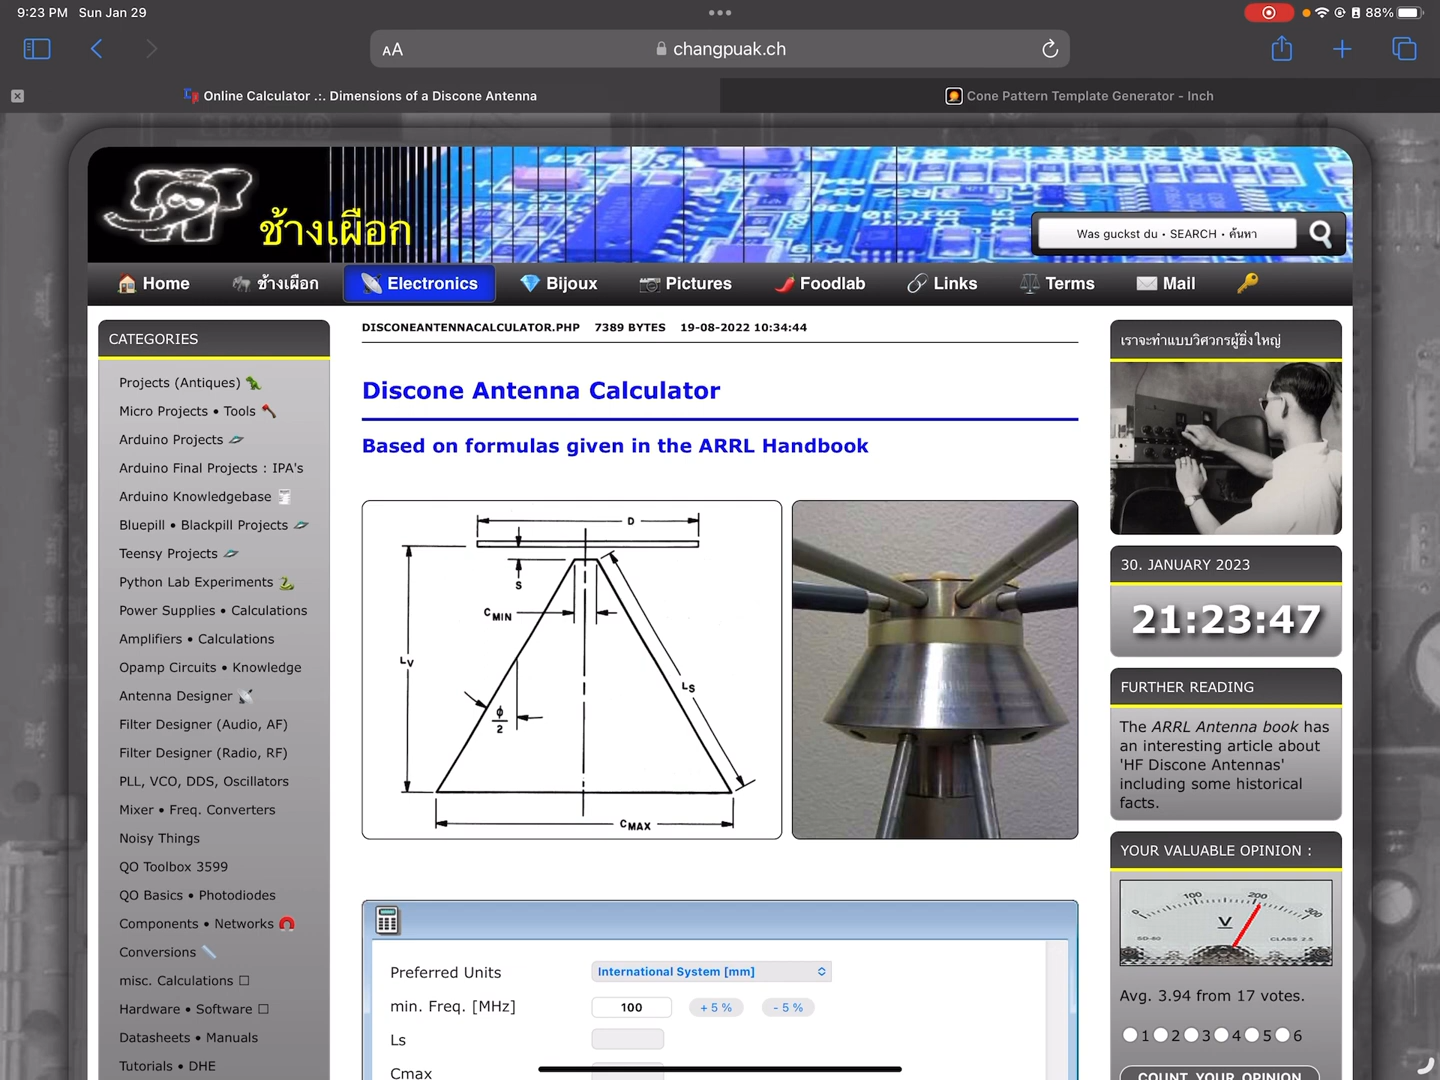 9:23 PM Sun Jan 29
88%
AA
changpuak.ch
Online Calculator .:. Dimensions of a Discone Antenna
Cone Pattern Template Generator - Inch
ช้างเผือก
Was guckst du • SEARCH • ค้นหา
Home
ช้างเผือก
Electronics
Bijoux
Pictures
Foodlab
Links
Terms
Mail
CATEGORIES
Projects (Antiques)
Micro Projects • Tools
Arduino Projects
Arduino Final Projects : IPA's
Arduino Knowledgebase
Bluepill • Blackpill Projects
Teensy Projects
Python Lab Experiments
Power Supplies • Calculations
Amplifiers • Calculations
Opamp Circuits • Knowledge
Antenna Designer
Filter Designer (Audio, AF)
Filter Designer (Radio, RF)
PLL, VCO, DDS, Oscillators
Mixer • Freq. Converters
Noisy Things
QO Toolbox 3599
QO Basics • Photodiodes
Components • Networks
Conversions
misc. Calculations
Hardware • Software
Datasheets • Manuals
Tutorials • DHE
DISCONEANTENNACALCULATOR.PHP 7389 BYTES 19-08-2022 10:34:44
Discone Antenna Calculator
Based on formulas given in the ARRL Handbook
D
S
CMIN
LV
LS
ϕ
2
CMAX
Preferred Units
International System [mm]
min. Freq. [MHz]
100
+ 5 %
- 5 %
Ls
Cmax
เราจะทำแบบวิศวกรผู้ยิ่งใหญ่
30. JANUARY 2023
21:23:47
FURTHER READING
The ARRL Antenna book has
an interesting article about
'HF Discone Antennas'
including some historical
facts.
YOUR VALUABLE OPINION :
0 100 200 300
V
SD-60
CLASS 2.5
Avg. 3.94 from 17 votes.
1 2 3 4 5 6
COUNT YOUR OPINION